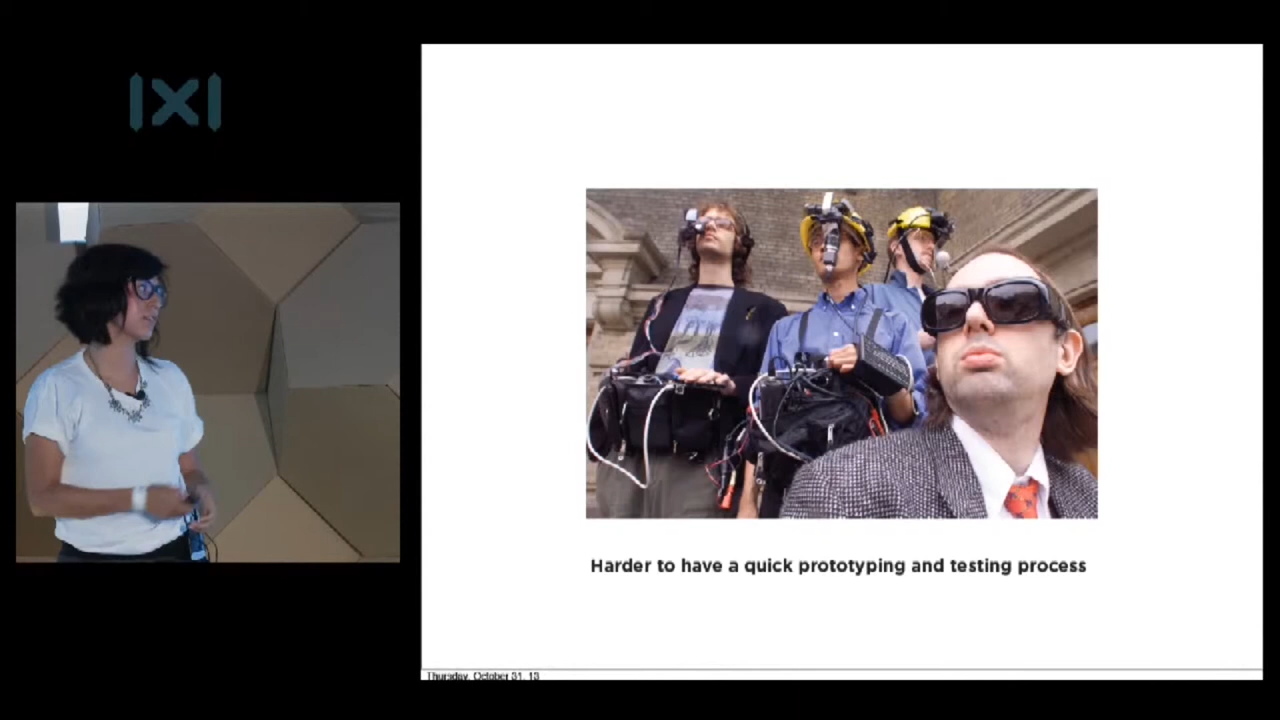 IXI
Harder to have a quick prototyping and testing process
Thursday, October 31, 13